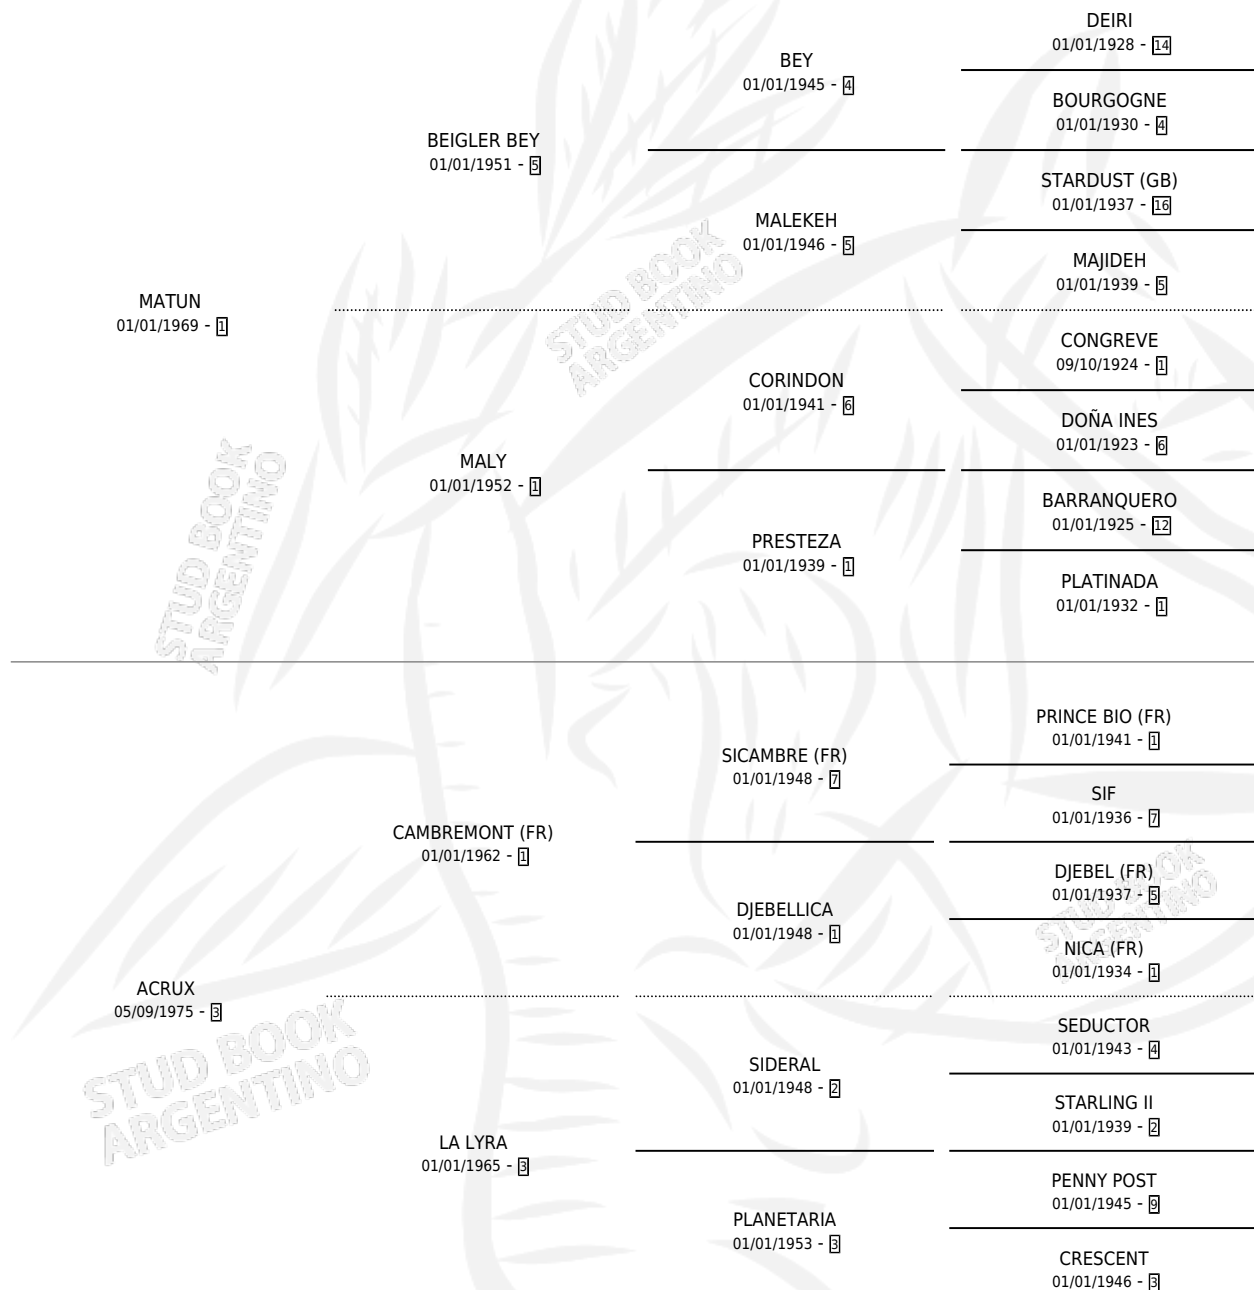 DEIRI
01/01/1928 - 14
BEY
01/01/1945 - 4
BOURGOGNE
01/01/1930 - 4
BEIGLER BEY
01/01/1951 - 5
STARDUST (GB)
01/01/1937 - 16
MALEKEH
01/01/1946 - 5
MAJIDEH
01/01/1939 - 5
MATUN
01/01/1969 - 1
CONGREVE
09/10/1924 - 1
CORINDON
01/01/1941 - 6
DOÑA INES
01/01/1923 - 6
MALY
01/01/1952 - 1
BARRANQUERO
01/01/1925 - 12
PRESTEZA
01/01/1939 - 1
PLATINADA
01/01/1932 - 1
STUD BOOK
ARGENTINO
STUD BOOK
ARGENTINO
PRINCE BIO (FR)
01/01/1941 - 1
SICAMBRE (FR)
01/01/1948 - 7
SIF
01/01/1936 - 7
CAMBREMONT (FR)
01/01/1962 - 1
DJEBEL (FR)
01/01/1937 - 5
DJEBELLICA
01/01/1948 - 1
NICA (FR)
01/01/1934 - 1
ACRUX
05/09/1975 - 3
SEDUCTOR
01/01/1943 - 4
SIDERAL
01/01/1948 - 2
STARLING II
01/01/1939 - 2
LA LYRA
01/01/1965 - 3
PENNY POST
01/01/1945 - 9
PLANETARIA
01/01/1953 - 3
CRESCENT
01/01/1946 - 3
STUD BOOK
ARGENTINO
STUD BOOK
ARGENTINO